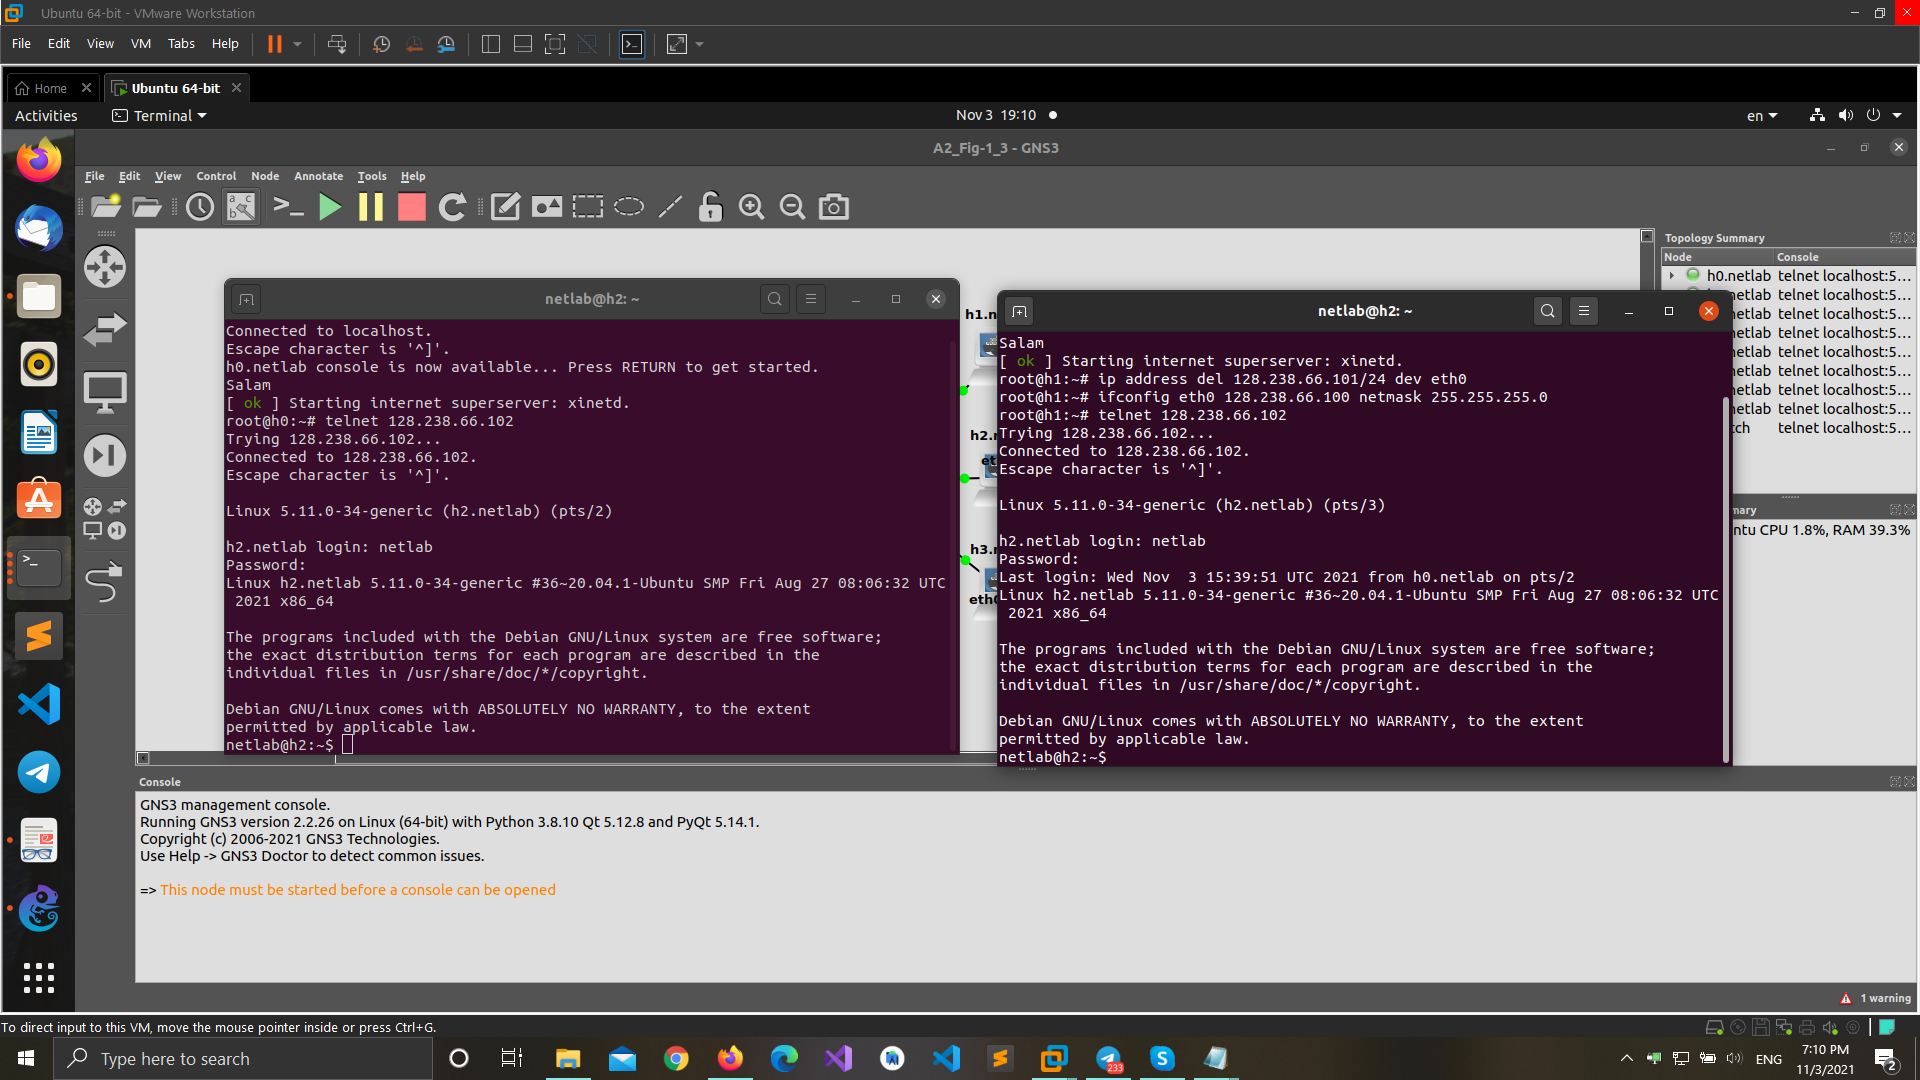 Ubuntu 64-bit - VMware Workstation
File Edit View VM Tabs Help
Home
Ubuntu 64-bit
Activities
Terminal
Nov 3 19:10
en
A2_Fig-1_3 - GNS3
File Edit View Control Node Annotate Tools Help
netlab@h2: ~
Connected to localhost.
Escape character is '^]'.
h0.netlab console is now available... Press RETURN to get started.
Salam
[ ok ] Starting internet superserver: xinetd.
root@h0:~# telnet 128.238.66.102
Trying 128.238.66.102...
Connected to 128.238.66.102.
Escape character is '^]'.
Linux 5.11.0-34-generic (h2.netlab) (pts/2)
h2.netlab login: netlab
Password:
Linux h2.netlab 5.11.0-34-generic #36~20.04.1-Ubuntu SMP Fri Aug 27 08:06:32 UTC
2021 x86_64
The programs included with the Debian GNU/Linux system are free software;
the exact distribution terms for each program are described in the
individual files in /usr/share/doc/*/copyright.
Debian GNU/Linux comes with ABSOLUTELY NO WARRANTY, to the extent
permitted by applicable law.
netlab@h2:~$
h1.n
h2.n
et
h3.n
eth0
netlab@h2: ~
Salam
[ ok ] Starting internet superserver: xinetd.
root@h1:~# ip address del 128.238.66.101/24 dev eth0
root@h1:~# ifconfig eth0 128.238.66.100 netmask 255.255.255.0
root@h1:~# telnet 128.238.66.102
Trying 128.238.66.102...
Connected to 128.238.66.102.
Escape character is '^]'.
Linux 5.11.0-34-generic (h2.netlab) (pts/3)
h2.netlab login: netlab
Password:
Last login: Wed Nov  3 15:39:51 UTC 2021 from h0.netlab on pts/2
Linux h2.netlab 5.11.0-34-generic #36~20.04.1-Ubuntu SMP Fri Aug 27 08:06:32 UTC
2021 x86_64
The programs included with the Debian GNU/Linux system are free software;
the exact distribution terms for each program are described in the
individual files in /usr/share/doc/*/copyright.
Debian GNU/Linux comes with ABSOLUTELY NO WARRANTY, to the extent
permitted by applicable law.
netlab@h2:~$
Topology Summary
Node Console
h0.netlab telnet localhost:5...
netlab telnet localhost:5...
netlab telnet localhost:5...
netlab telnet localhost:5...
netlab telnet localhost:5...
netlab telnet localhost:5...
netlab telnet localhost:5...
netlab telnet localhost:5...
tch telnet localhost:5...
mary
ntu CPU 1.8%, RAM 39.3%
Console
GNS3 management console.
Running GNS3 version 2.2.26 on Linux (64-bit) with Python 3.8.10 Qt 5.12.8 and PyQt 5.14.1.
Copyright (c) 2006-2021 GNS3 Technologies.
Use Help -> GNS3 Doctor to detect common issues.
=> This node must be started before a console can be opened
1 warning
To direct input to this VM, move the mouse pointer inside or press Ctrl+G.
Type here to search
233
ENG
7:10 PM
11/3/2021
2